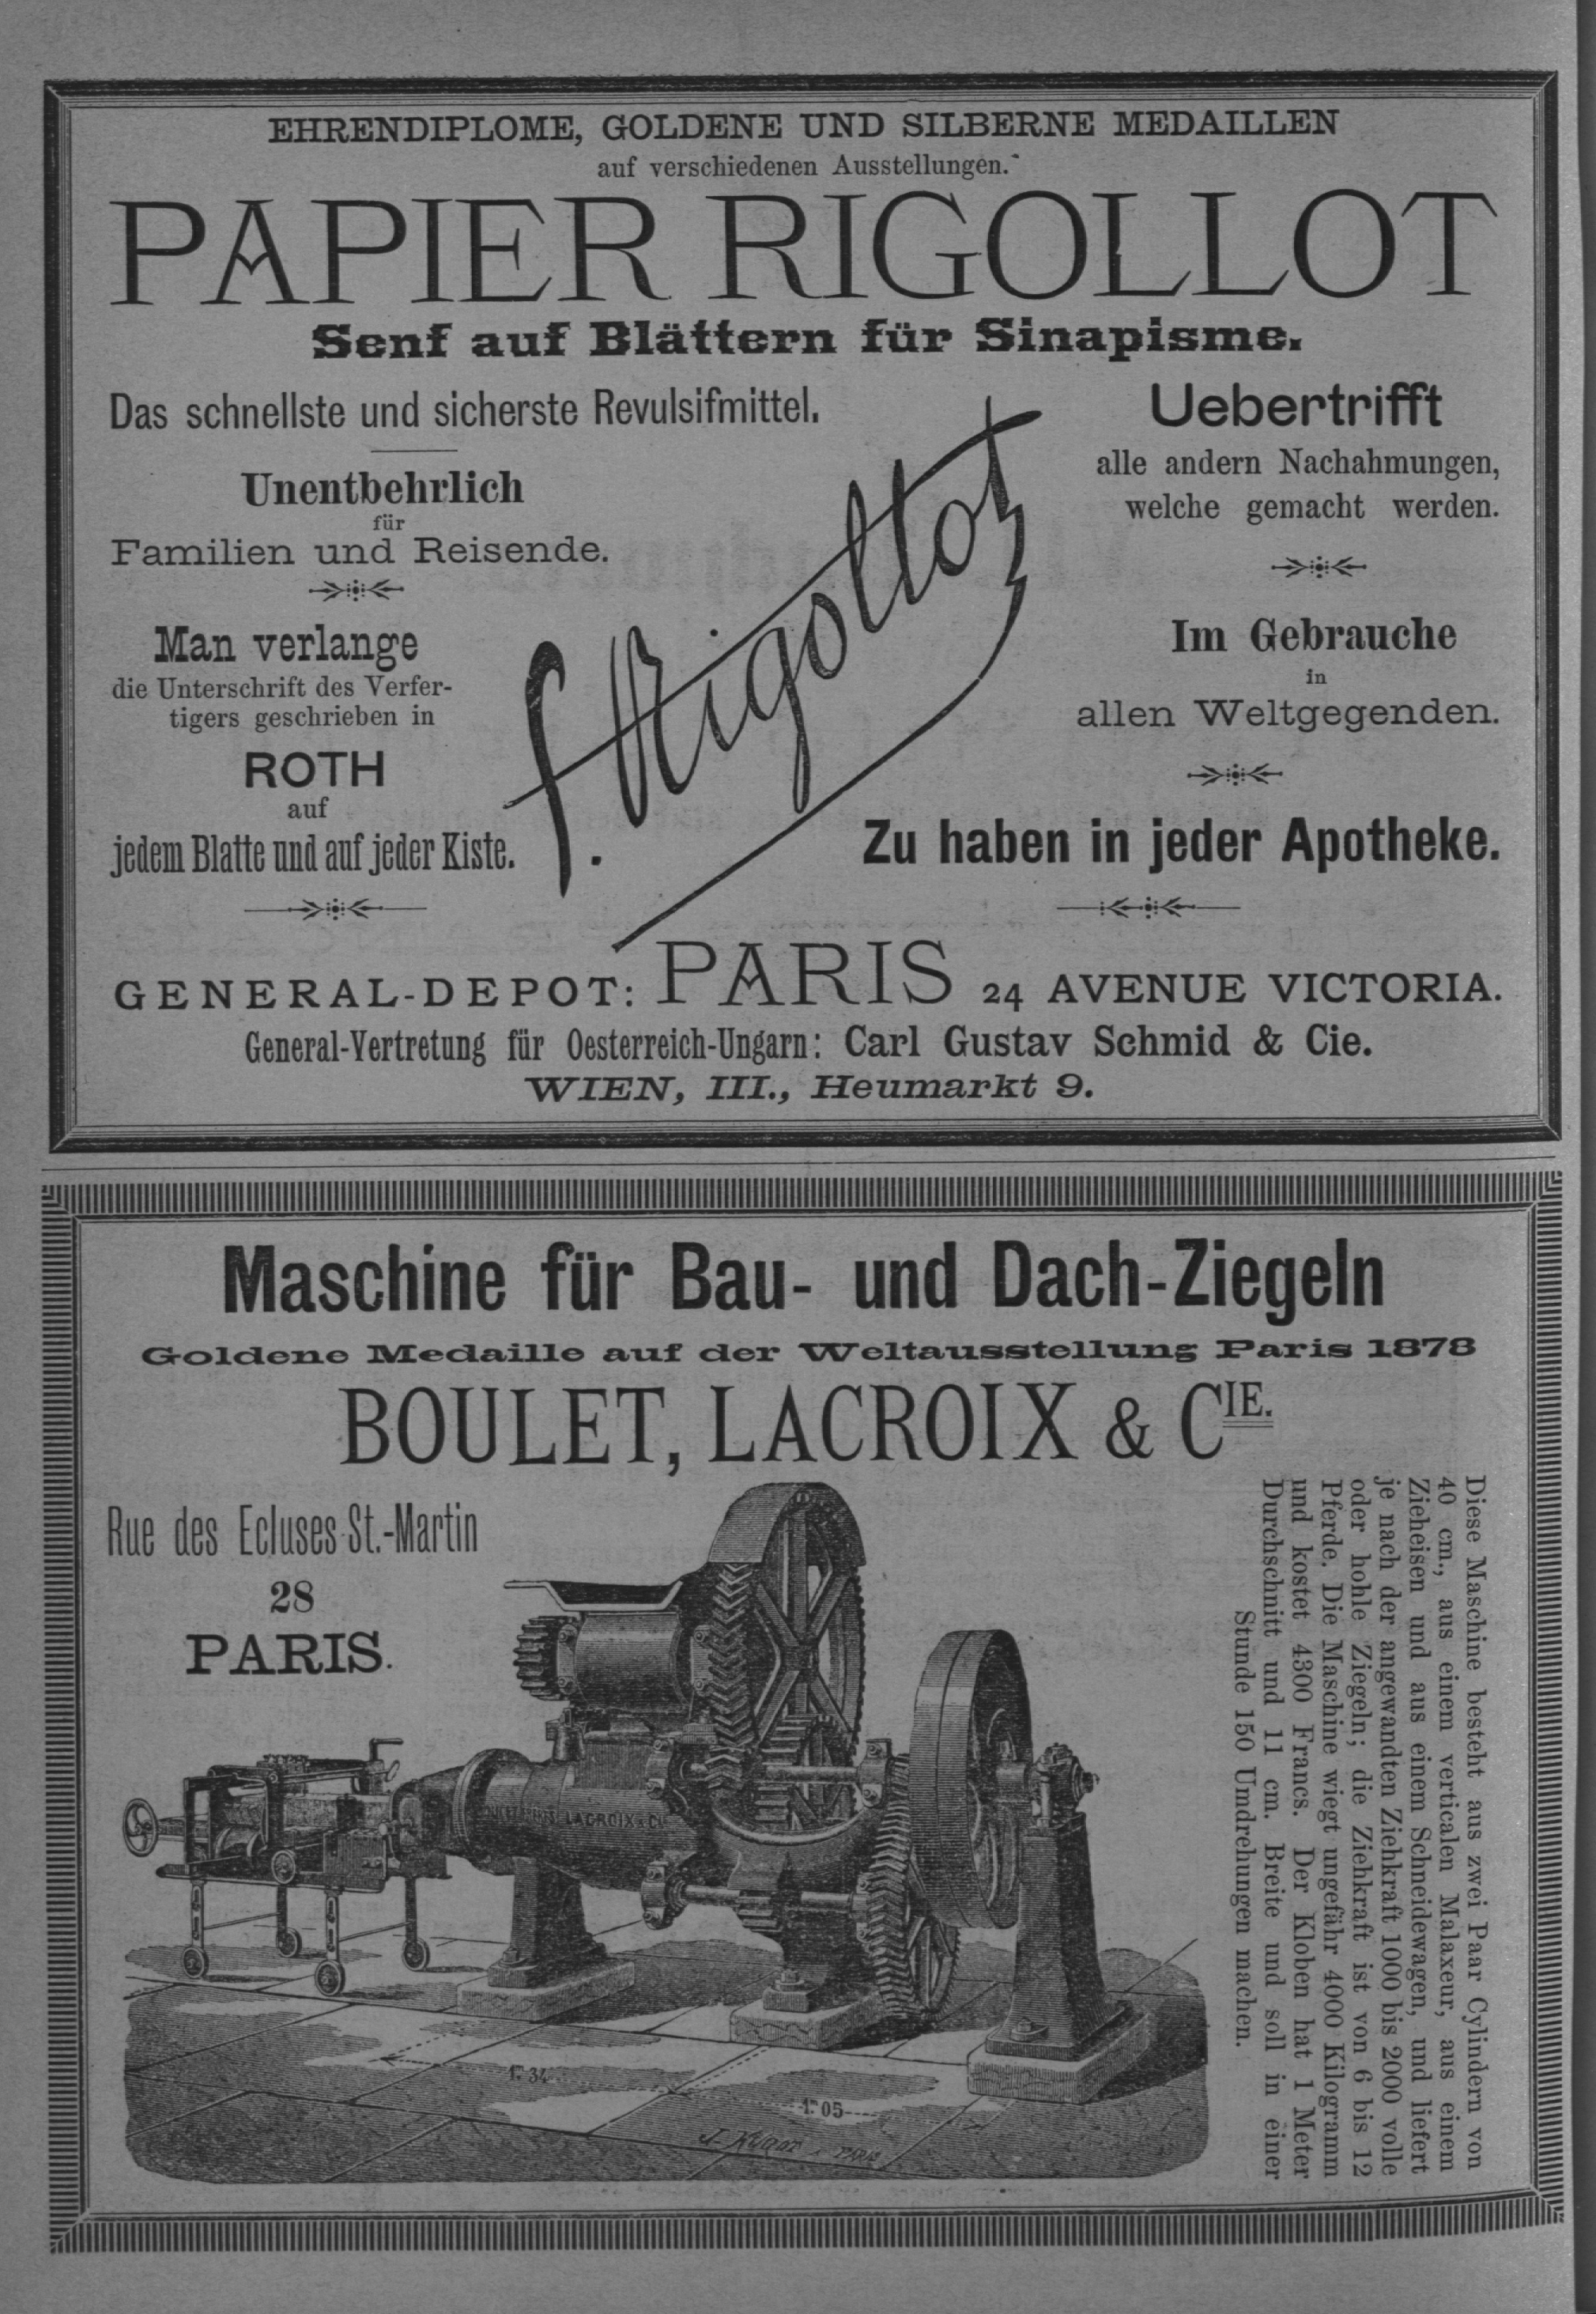 EHRENDIPLOME, GOLDENE UND SILBERNE MEDAILLEN
auf verschiedenen Ausstellungen.
PAPIER RIGOLLOT
Senf auf Blättern für Sinapisme.
Das schnellste und sicherste Revulsifmittel.
Unentbehrlich
für
Familien und Reisende.
Man verlange
die Unterschrift des Verfer-
tigers geschrieben in
ROTH
auf
jedem Blatte und auf jeder Kiste.
f. Rigollot
Uebertrifft
alle andern Nachahmungen,
welche gemacht werden.
Im Gebrauche
in
allen Weltgegenden.
Zu haben in jeder Apotheke.
GENERAL-DEPOT: PARIS 24 AVENUE VICTORIA.
General-Vertretung für Oesterreich-Ungarn: Carl Gustav Schmid & Cie.
WIEN, III., Heumarkt 9.
Maschine für Bau- und Dach-Ziegeln
Goldene Medaille auf der Weltausstellung Paris 1878
BOULET, LACROIX & CIE.
Rue des Ecluses St.-Martin
28
PARIS.
LACROIX & Cie
1.m 34
1.m 05
PARIS
Diese Maschine besteht aus zwei Paar Cylindern von
40 cm., aus einem verticalen Malaxeur, aus einem
Zieheisen und aus einem Schneidewagen, und liefert
je nach der angewandten Ziehkraft 1000 bis 2000 volle
oder hohle Ziegeln; die Ziehkraft ist von 6 bis 12
Pferde. Die Maschine wiegt ungefähr 4000 Kilogramm
und kostet 4300 Francs. Der Kloben hat 1 Meter
Durchschnitt und 11 cm. Breite und soll in einer
Stunde 150 Umdrehungen machen.